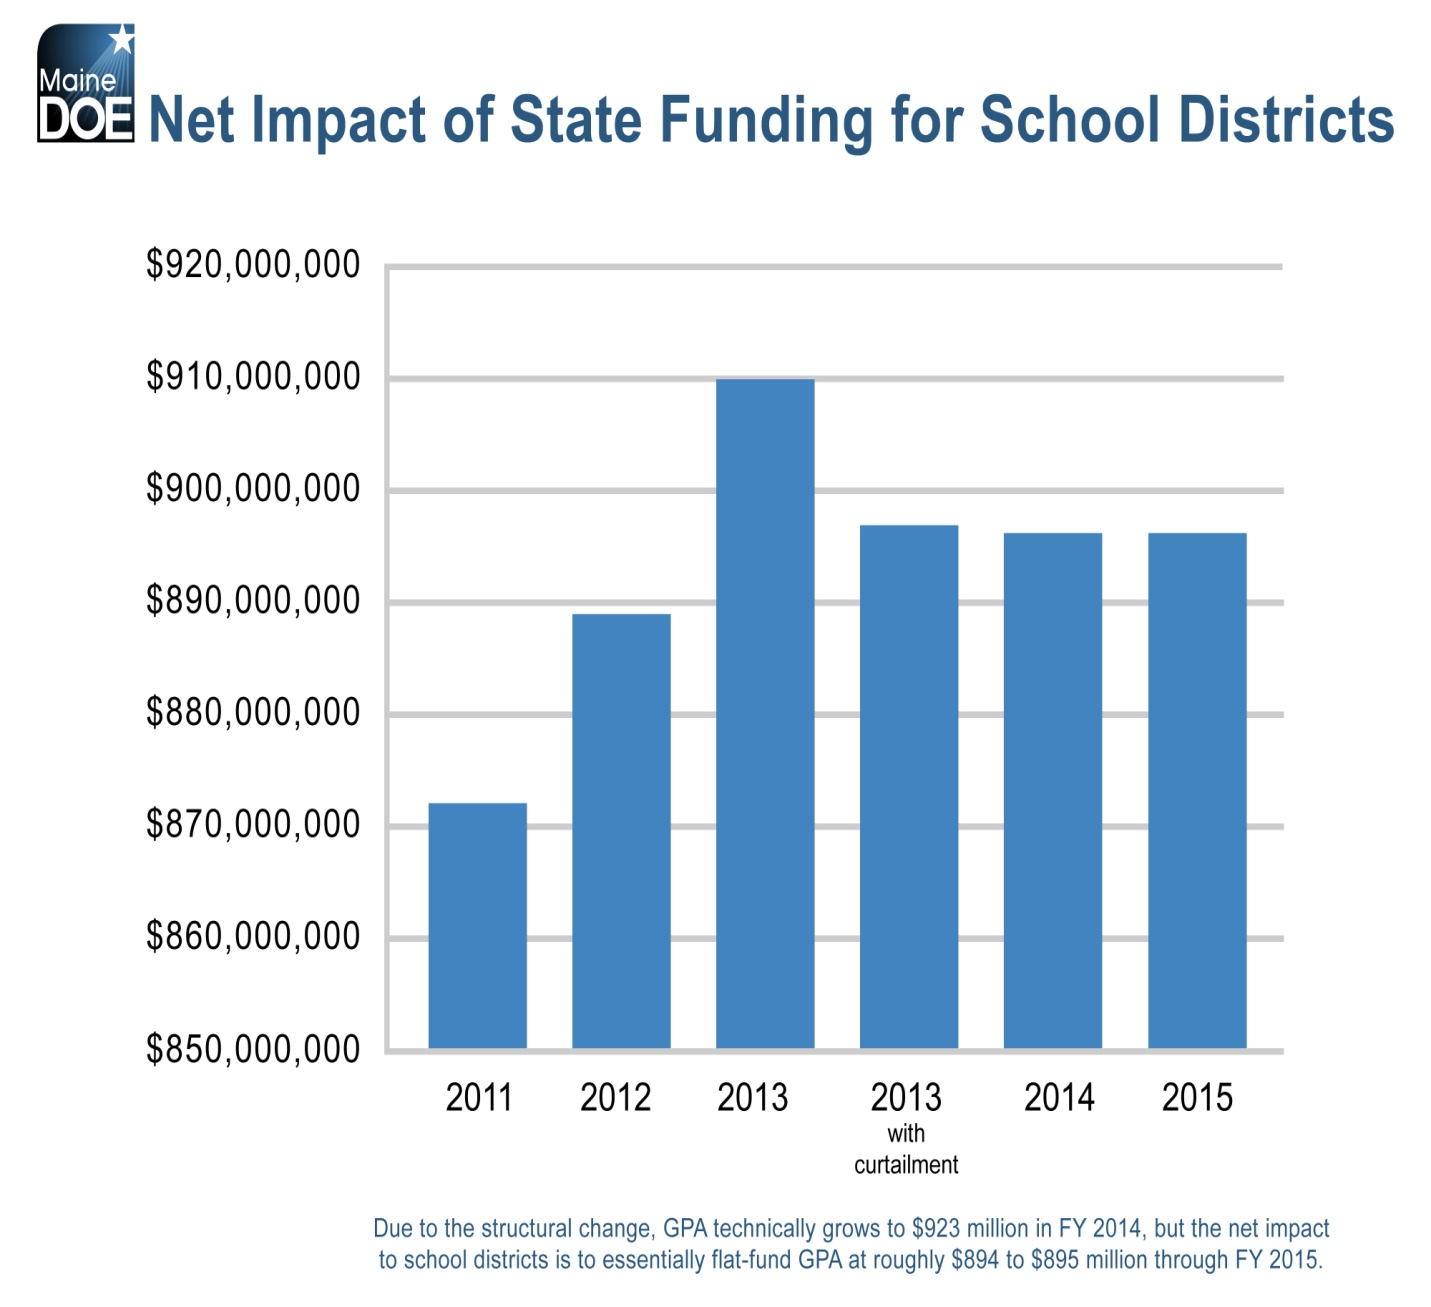 Maine
DOE
Net Impact of State Funding for School Districts
$920,000,000
$910,000,000
$900,000,000
$890,000,000
$880,000,000
$870,000,000
$860,000,000
$850,000,000
2011 2012 2013 2013 2014 2015
with
curtailment
Due to the structural change, GPA technically grows to $923 million in FY 2014, but the net impact
to school districts is to essentially flat-fund GPA at roughly $894 to $895 million through FY 2015.